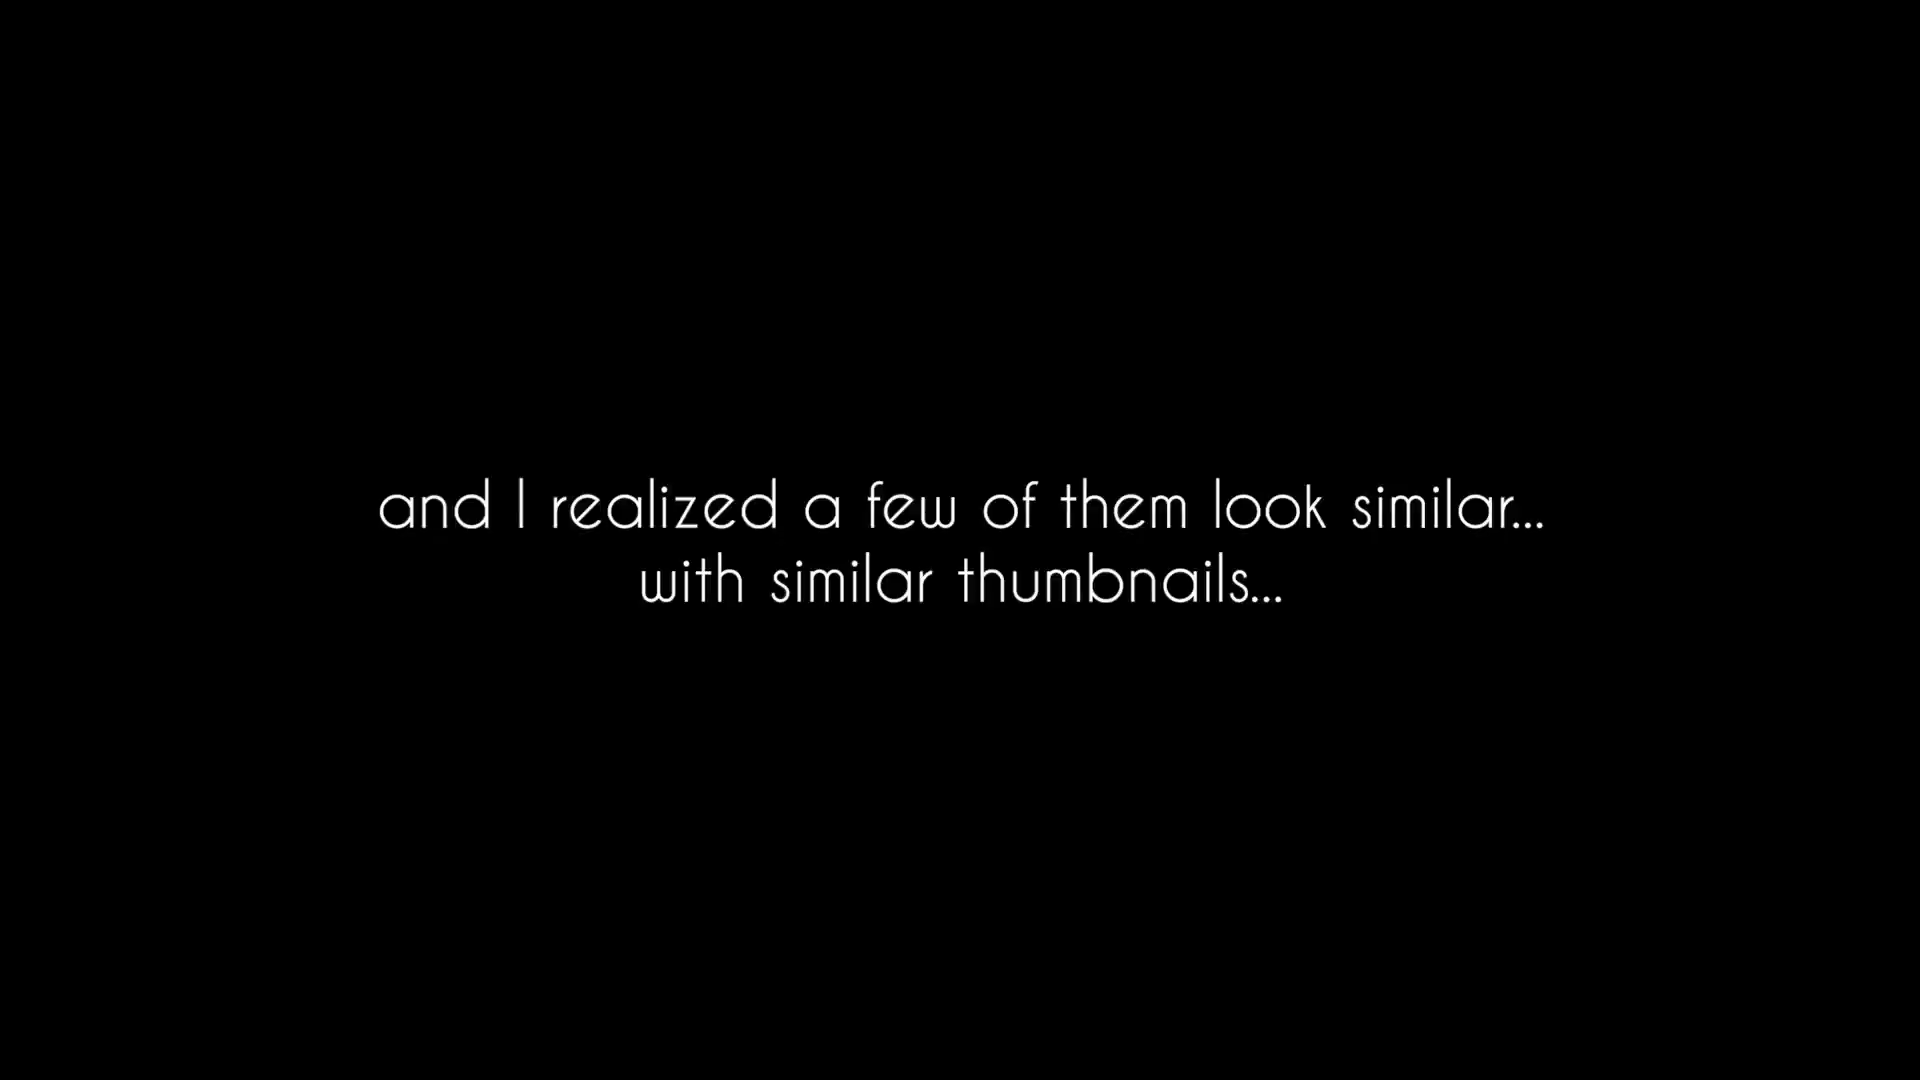 and I realized a few of them look similar...
with similar thumbnails...